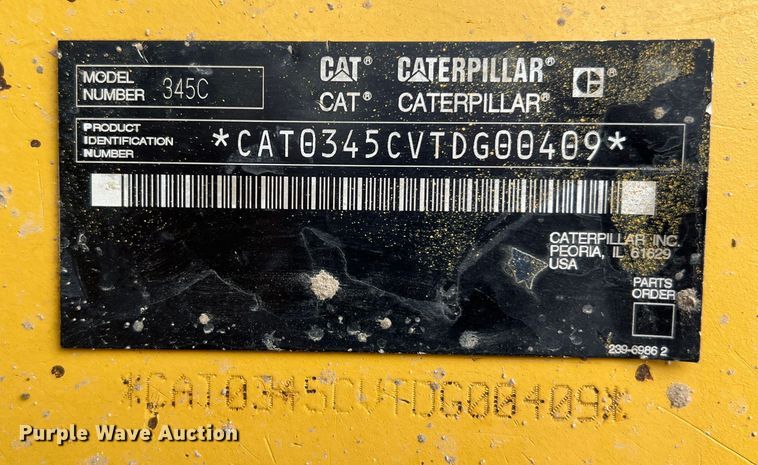 MODEL NUMBER 345C
CAT® CATERPILLAR® C
CAT® CATERPILLAR®
PRODUCT IDENTIFICATION NUMBER *CAT0345CVTDG00409*
CATERPILLAR INC.
PEORIA, IL 61629
USA
PARTS ORDER
239-6986 2
*CAT0345CVTDG00409*
Purple Wave Auction